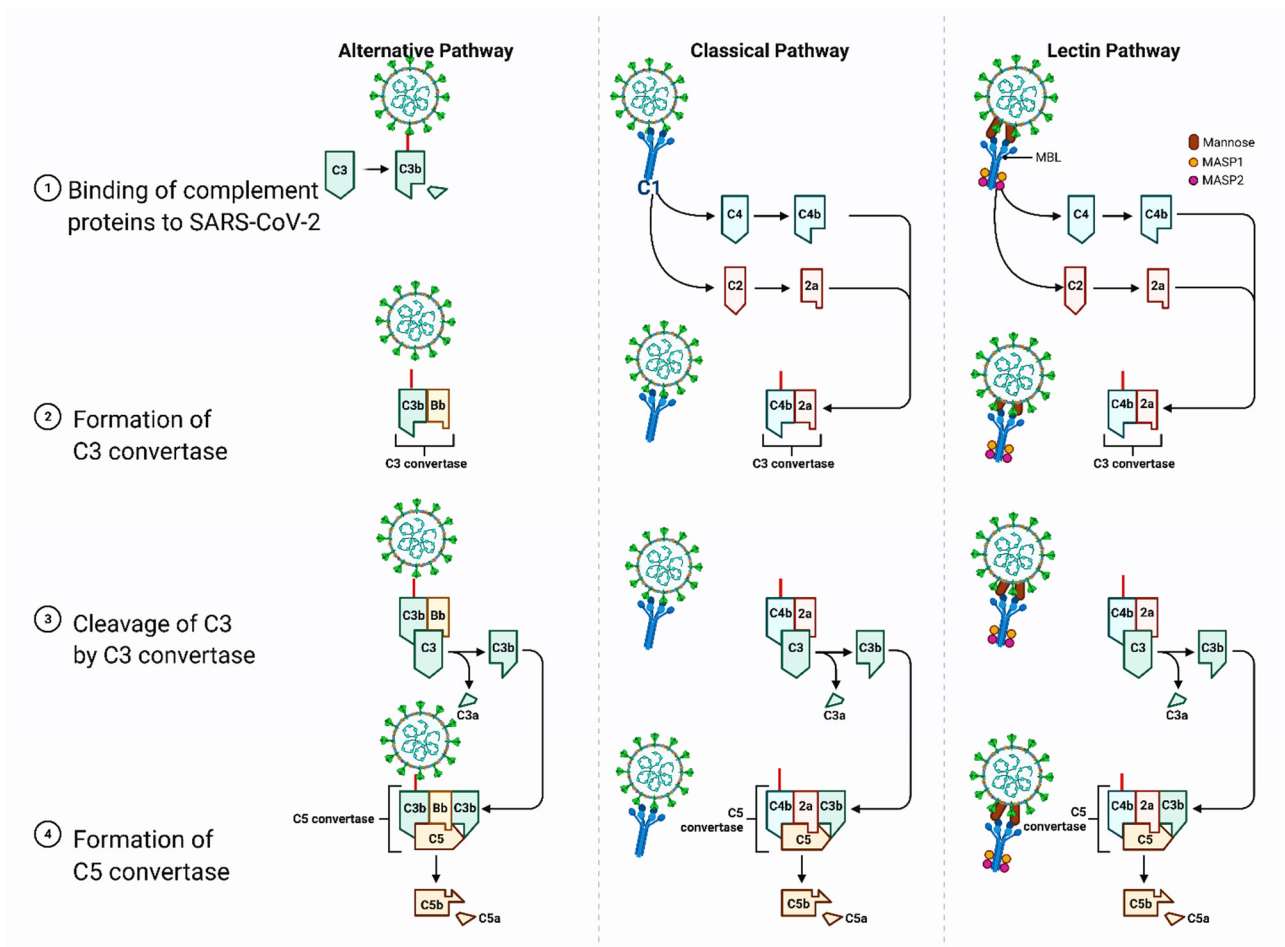 Alternative Pathway
Classical Pathway
Lectin Pathway
1 Binding of complement
proteins to SARS-CoV-2
C3
C3b
C1
C4
C4b
C2
2a
MBL
Mannose
MASP1
MASP2
C4
C4b
C2
2a
2 Formation of
C3 convertase
C3b Bb
C3 convertase
C4b 2a
C3 convertase
C4b 2a
C3 convertase
3 Cleavage of C3
by C3 convertase
C3b Bb
C3
C3b
C3a
C4b 2a
C3
C3b
C3a
C4b 2a
C3
C3b
C3a
4 Formation of
C5 convertase
C5 convertase
C3b Bb C3b
C5
C5b
C5a
C5
convertase
C4b 2a C3b
C5
C5b
C5a
C5
convertase
C4b 2a C3b
C5
C5b
C5a